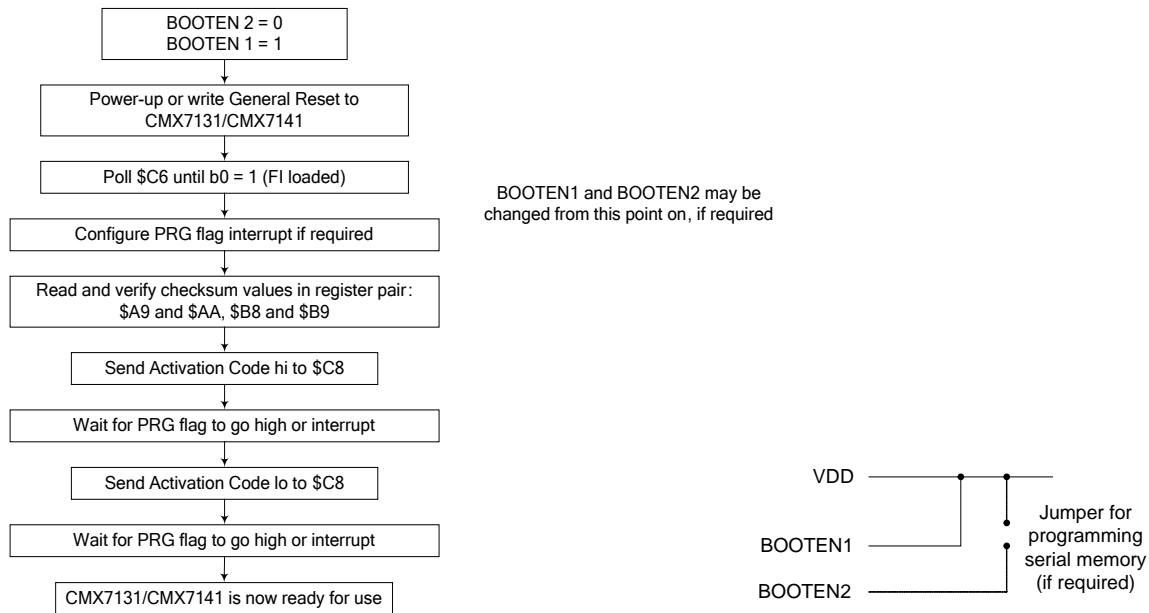 BOOTEN 2 = 0
BOOTEN 1 = 1
Power-up or write General Reset to
CMX7131/CMX7141
Poll $C6 until b0 = 1 (FI loaded)
BOOTEN1 and BOOTEN2 may be
changed from this point on, if required
Configure PRG flag interrupt if required
Read and verify checksum values in register pair:
$A9 and $AA, $B8 and $B9
Send Activation Code hi to $C8
Wait for PRG flag to go high or interrupt
Send Activation Code lo to $C8
Wait for PRG flag to go high or interrupt
CMX7131/CMX7141 is now ready for use
VDD
BOOTEN1
BOOTEN2
Jumper for
programming
serial memory
(if required)